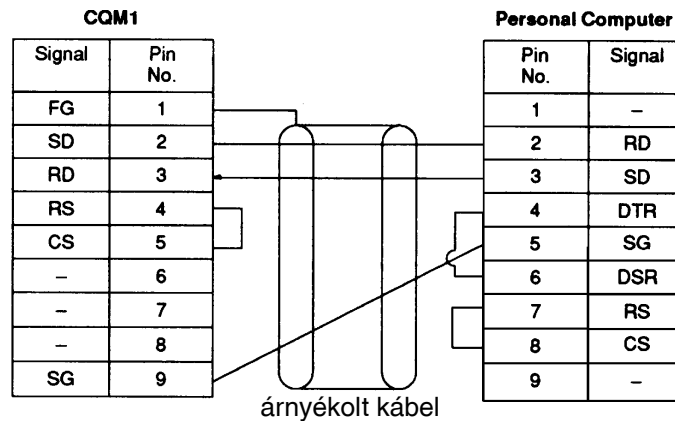 CQM1
Personal Computer
Signal Pin No.
FG 1
SD 2
RD 3
RS 4
CS 5
– 6
– 7
– 8
SG 9
Pin No. Signal
1 –
2 RD
3 SD
4 DTR
5 SG
6 DSR
7 RS
8 CS
9 –
árnyékolt kábel